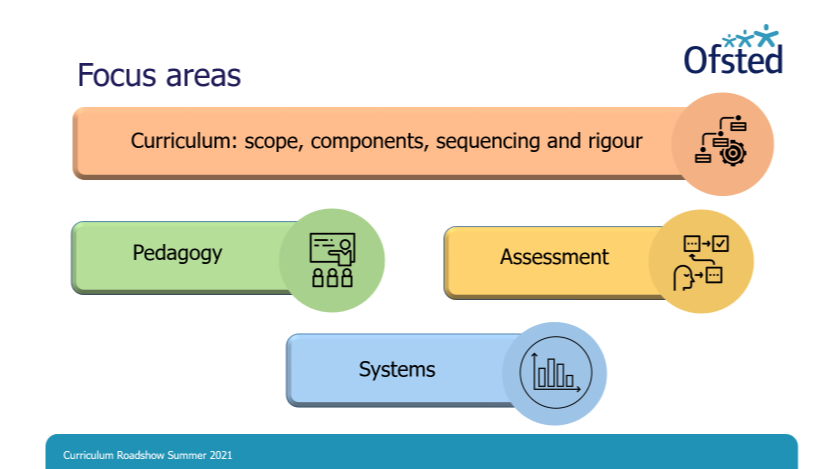 Ofsted
Focus areas
Curriculum: scope, components, sequencing and rigour
Pedagogy
Assessment
Systems
Curriculum Roadshow Summer 2021